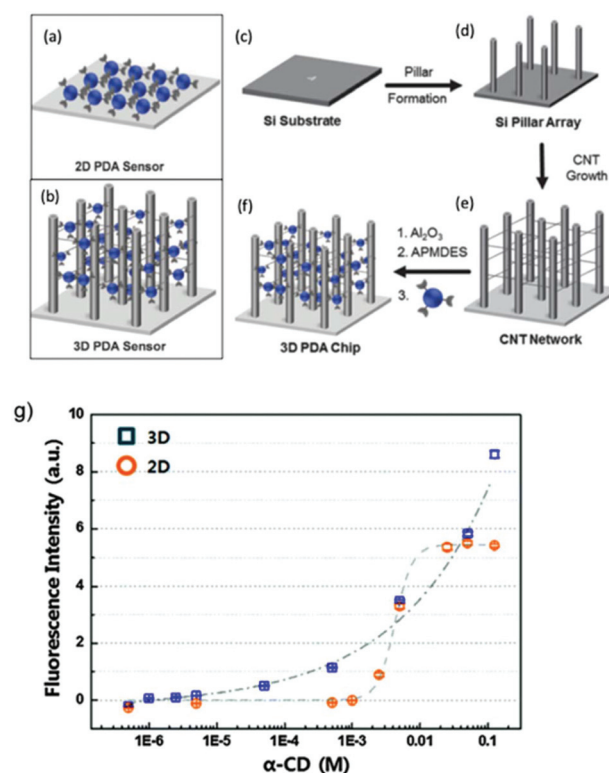 (a)
2D PDA Sensor
(b)
3D PDA Sensor
(c)
Si Substrate
Pillar
Formation
(d)
Si Pillar Array
CNT
Growth
(e)
CNT Network
1. Al₂O₃
2. APMDES
3.
(f)
3D PDA Chip
g)
3D
2D
Fluorescence Intensity (a.u.)
10
8
6
4
2
0
1E-6
1E-5
1E-4
1E-3
0.01
0.1
α-CD (M)